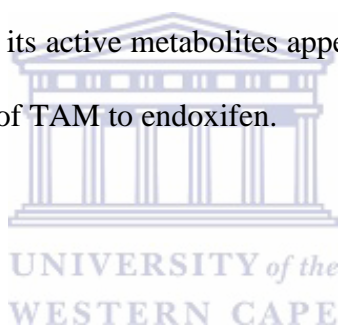 its active metabolites appe
of TAM to endoxifen.
UNIVERSITY of the
WESTERN CAPE